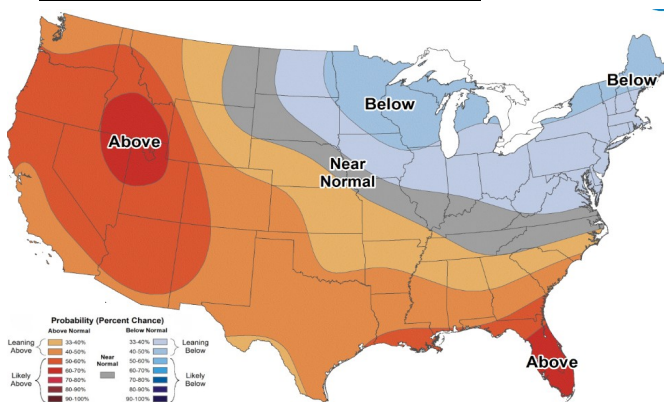 Below
Below
Above
Near
Normal
Above
Probability (Percent Chance)
Above Normal
Below Normal
Leaning
Above
33-40%
40-50%
Likely
Above
50-60%
60-70%
70-80%
80-90%
90-100%
Near
Normal
33-40%
40-50%
Leaning
Below
50-60%
60-70%
70-80%
80-90%
90-100%
Likely
Below